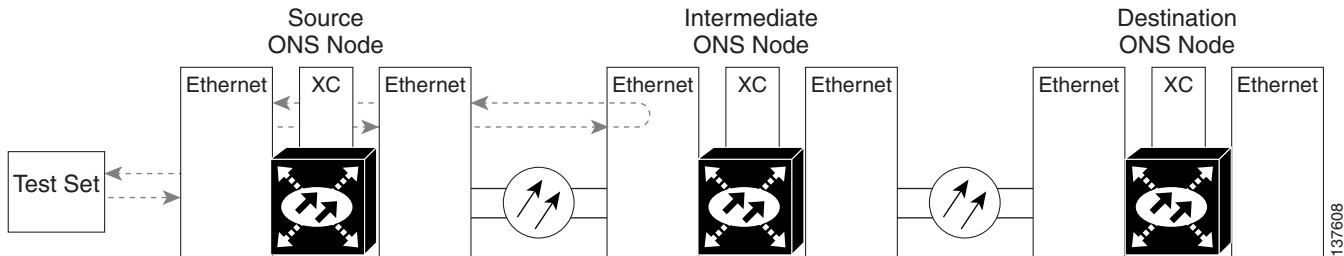 Source
ONS Node
Intermediate
ONS Node
Destination
ONS Node
Ethernet
XC
Ethernet
Ethernet
XC
Ethernet
Ethernet
XC
Ethernet
Test Set
137608